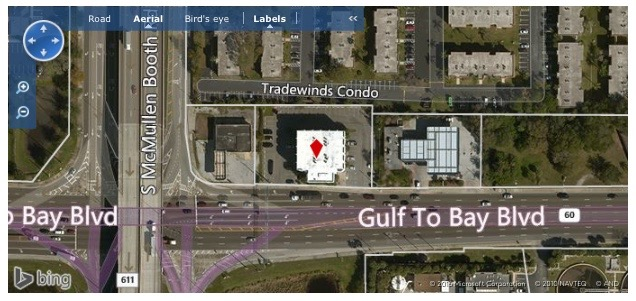 Road Aerial Bird's eye Labels <<
S McMullen Booth
Tradewinds Condo
o Bay Blvd
Gulf To Bay Blvd 60
611
bing
© 2010 Microsoft Corporation © 2010 NAVTEQ © AND